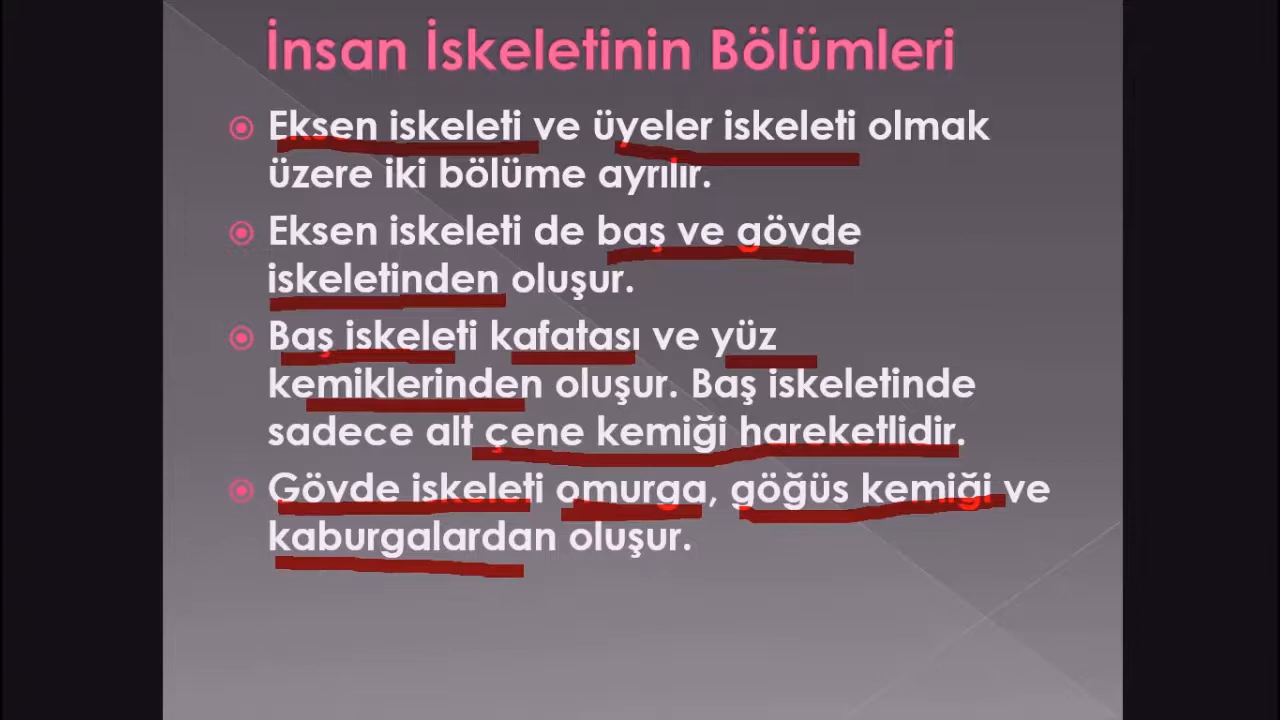 İnsan İskeletinin Bölümleri
Eksen iskeleti ve üyeler iskeleti olmak
üzere iki bölüme ayrılır.
Eksen iskeleti de baş ve gövde
iskeletinden oluşur.
Baş iskeleti kafatası ve yüz
kemiklerinden oluşur. Baş iskeletinde
sadece alt çene kemiği hareketlidir.
Gövde iskeleti omurga, göğüs kemiği ve
kaburgalardan oluşur.